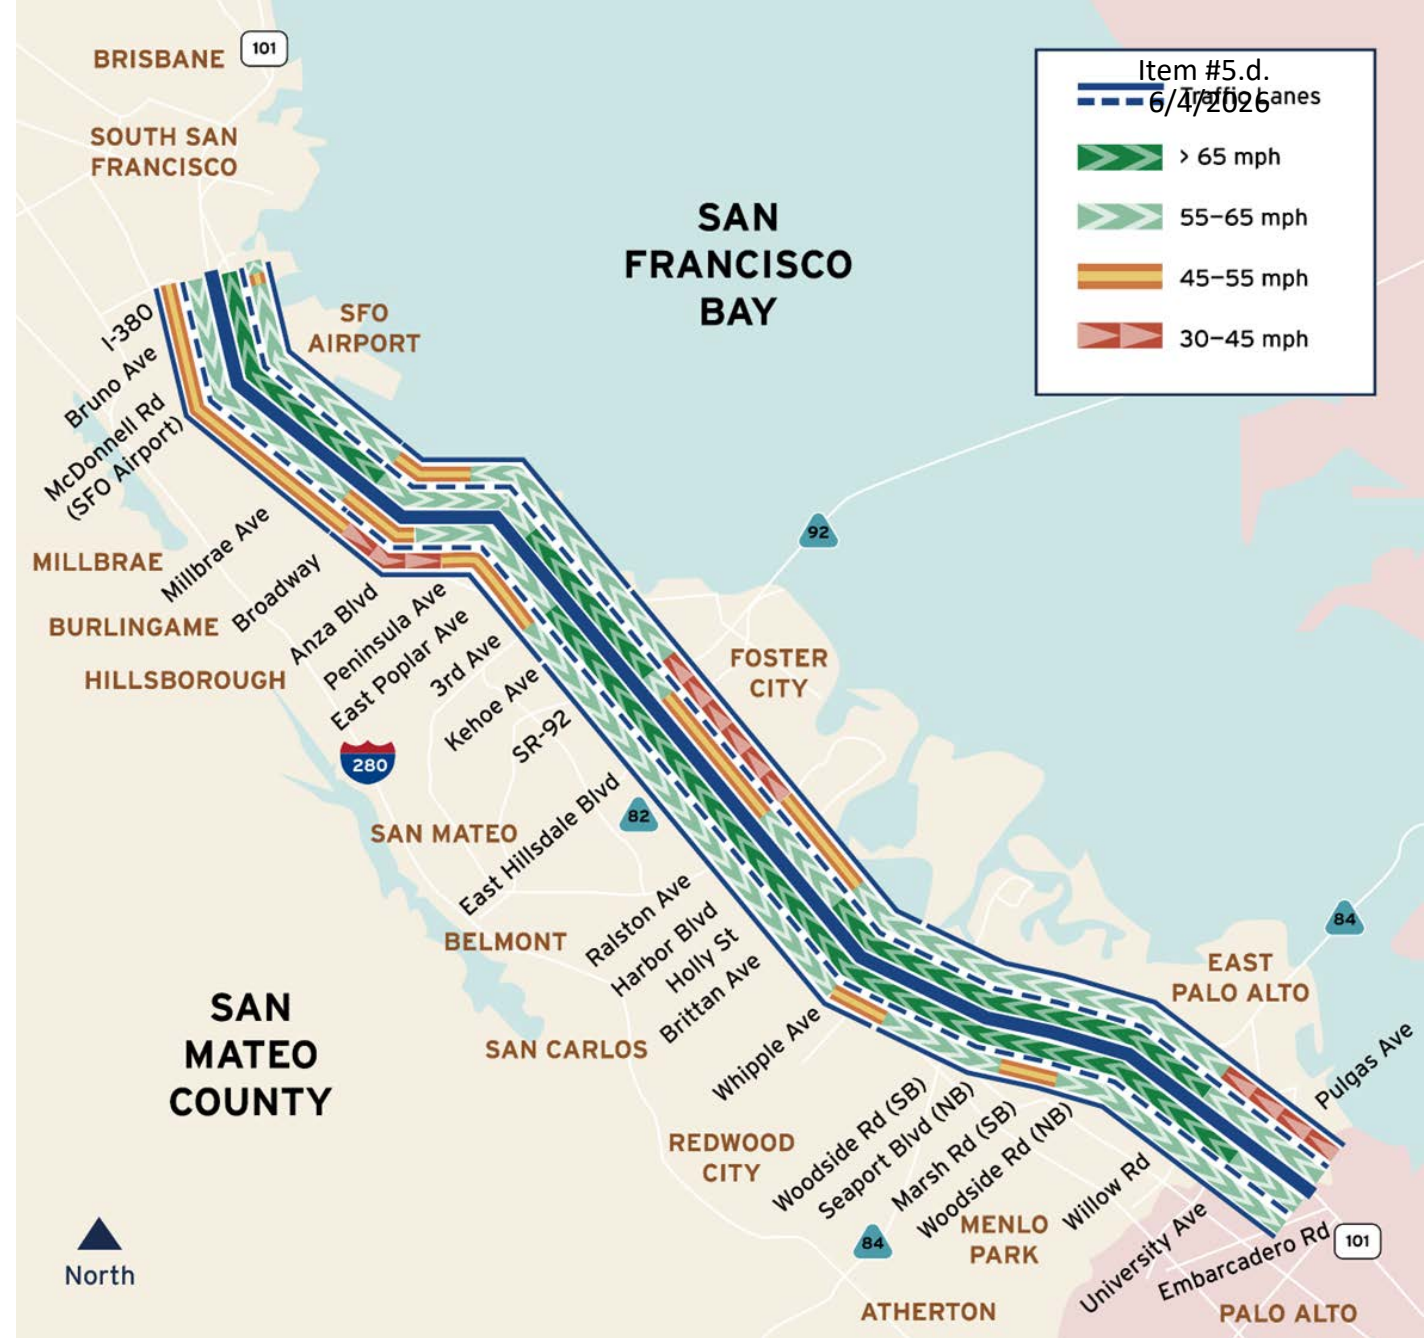 BRISBANE
101
SOUTH SAN
FRANCISCO
SAN
FRANCISCO
BAY
Item #5.d.
6/4/2026
Traffic Lanes
> 65 mph
55–65 mph
45–55 mph
30–45 mph
SFO
AIRPORT
I-380
Bruno Ave
McDonnell Rd
(SFO Airport)
MILLBRAE
Millbrae Ave
BURLINGAME
Broadway
HILLSBOROUGH
Anza Blvd
Peninsula Ave
East Poplar Ave
3rd Ave
Kehoe Ave
SR-92
92
FOSTER
CITY
280
82
SAN MATEO
East Hillsdale Blvd
BELMONT
Ralston Ave
Harbor Blvd
Holly St
Brittan Ave
84
EAST
PALO ALTO
SAN
MATEO
COUNTY
SAN CARLOS
Whipple Ave
Pulgas Ave
REDWOOD
CITY
Woodside Rd (SB)
Seaport Blvd (NB)
Marsh Rd (SB)
Woodside Rd (NB)
Willow Rd
University Ave
Embarcadero Rd
101
84
MENLO
PARK
North
ATHERTON
PALO ALTO